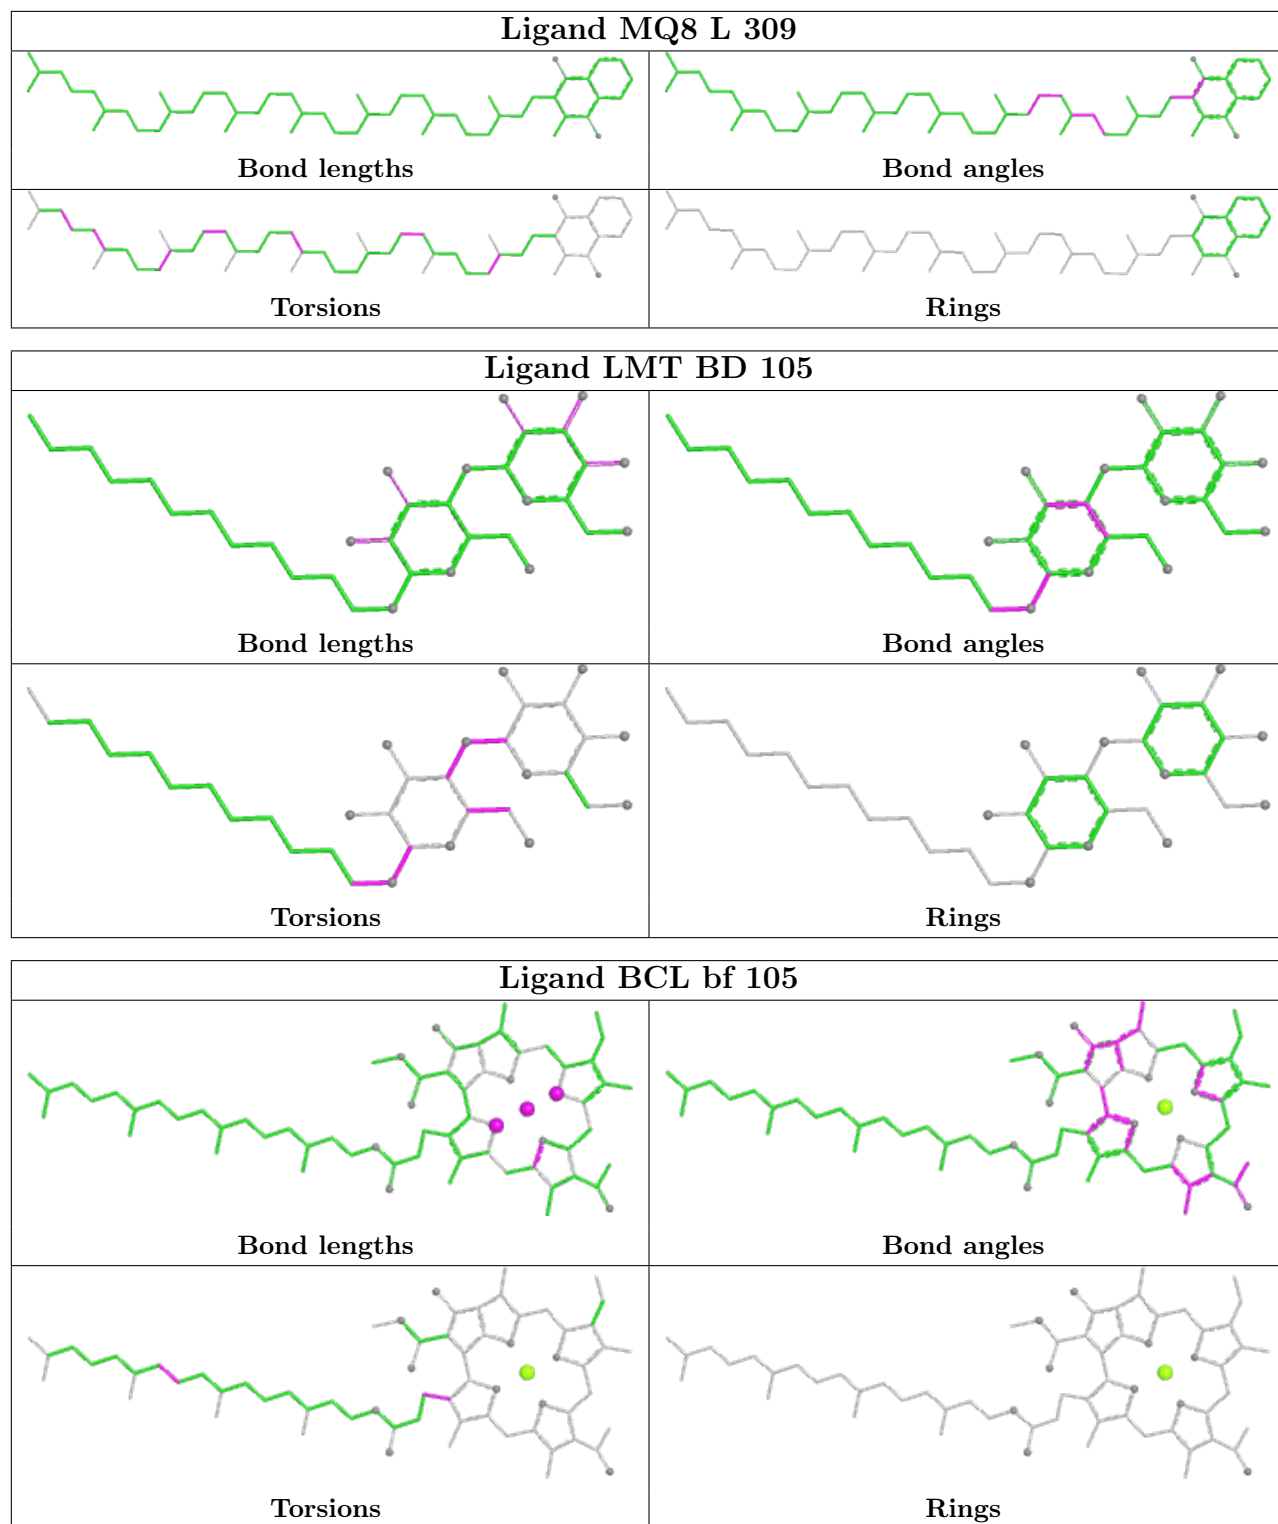 Ligand MQ8 L 309
Bond lengths
Bond angles
Torsions
Rings
Ligand LMT BD 105
Bond lengths
Bond angles
Torsions
Rings
Ligand BCL bf 105
Bond lengths
Bond angles
Torsions
Rings